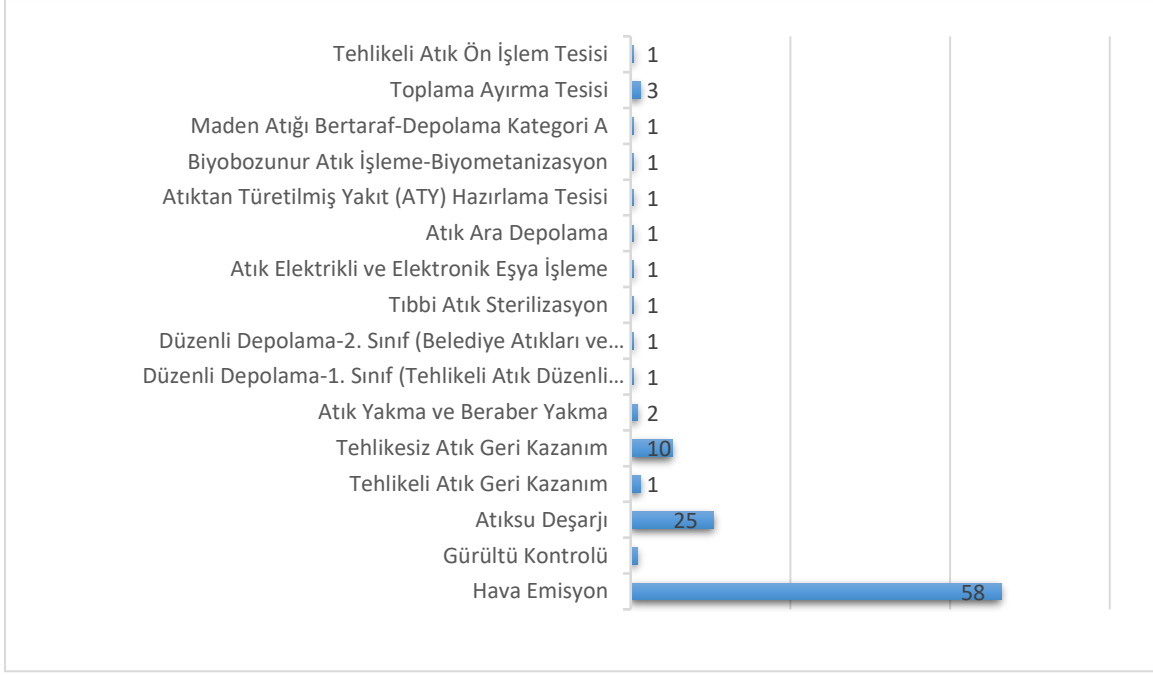 Tehlikeli Atık Ön İşlem Tesisi 1
Toplama Ayırma Tesisi 3
Maden Atığı Bertaraf-Depolama Kategori A 1
Biyobozunur Atık İşleme-Biyometanizasyon 1
Atıktan Türetilmiş Yakıt (ATY) Hazırlama Tesisi 1
Atık Ara Depolama 1
Atık Elektrikli ve Elektronik Eşya İşleme 1
Tıbbi Atık Sterilizasyon 1
Düzenli Depolama-2. Sınıf (Belediye Atıkları ve… 1
Düzenli Depolama-1. Sınıf (Tehlikeli Atık Düzenli… 1
Atık Yakma ve Beraber Yakma 2
Tehlikesiz Atık Geri Kazanım 10
Tehlikeli Atık Geri Kazanım 1
Atıksu Deşarjı 25
Gürültü Kontrolü
Hava Emisyon 58